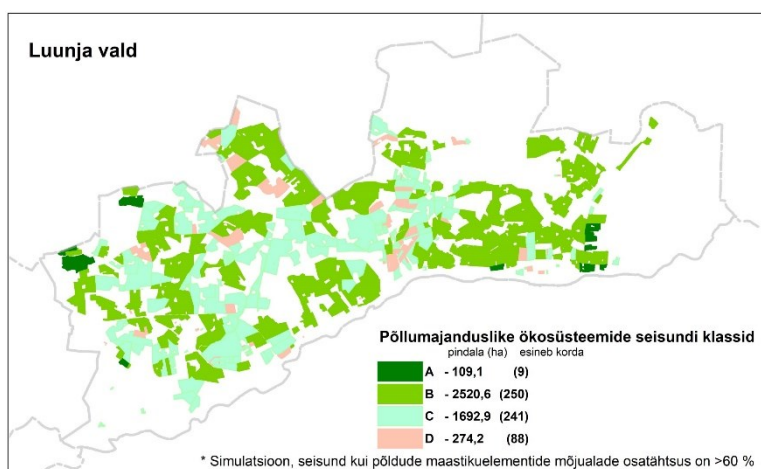 Luunja vald
Põllumajanduslike ökosüsteemide seisundi klassid
pindala (ha) esineb korda
A - 109,1 (9)
B - 2520,6 (250)
C - 1692,9 (241)
D - 274,2 (88)
* Simulatsioon, seisund kui põldude maastikuelementide mõjualade osatähtsus on >60 %